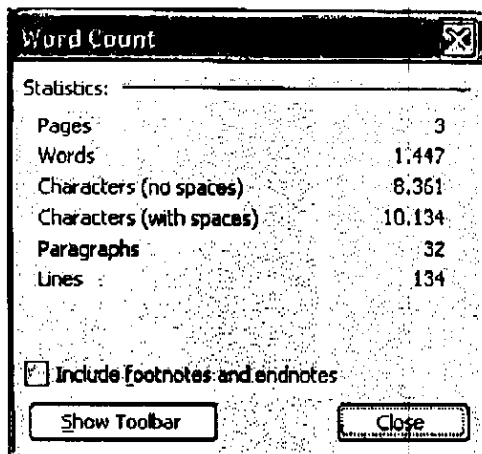 Word Count
Statistics:
Pages 3
Words 1,447
Characters (no spaces) 8,361
Characters (with spaces) 10,134
Paragraphs 32
Lines 134
Include footnotes and endnotes
Show Toolbar Close